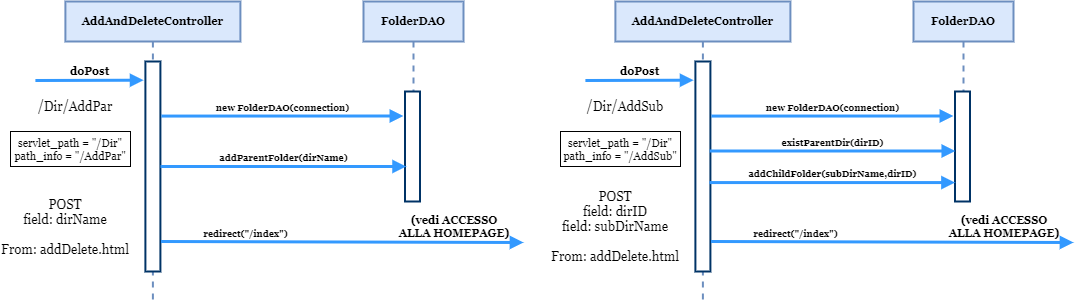 AddAndDeleteController
FolderDAO
doPost
/Dir/AddPar
new FolderDAO(connection)
servlet_path = "/Dir"
path_info = "/AddPar"
addParentFolder(dirName)
POST
field: dirName
(vedi ACCESSO
ALLA HOMEPAGE)
redirect("/index")
From: addDelete.html
AddAndDeleteController
FolderDAO
doPost
/Dir/AddSub
new FolderDAO(connection)
servlet_path = "/Dir"
path_info = "/AddSub"
existParentDir(dirID)
addChildFolder(subDirName,dirID)
POST
field: dirID
field: subDirName
(vedi ACCESSO
ALLA HOMEPAGE)
redirect("/index")
From: addDelete.html